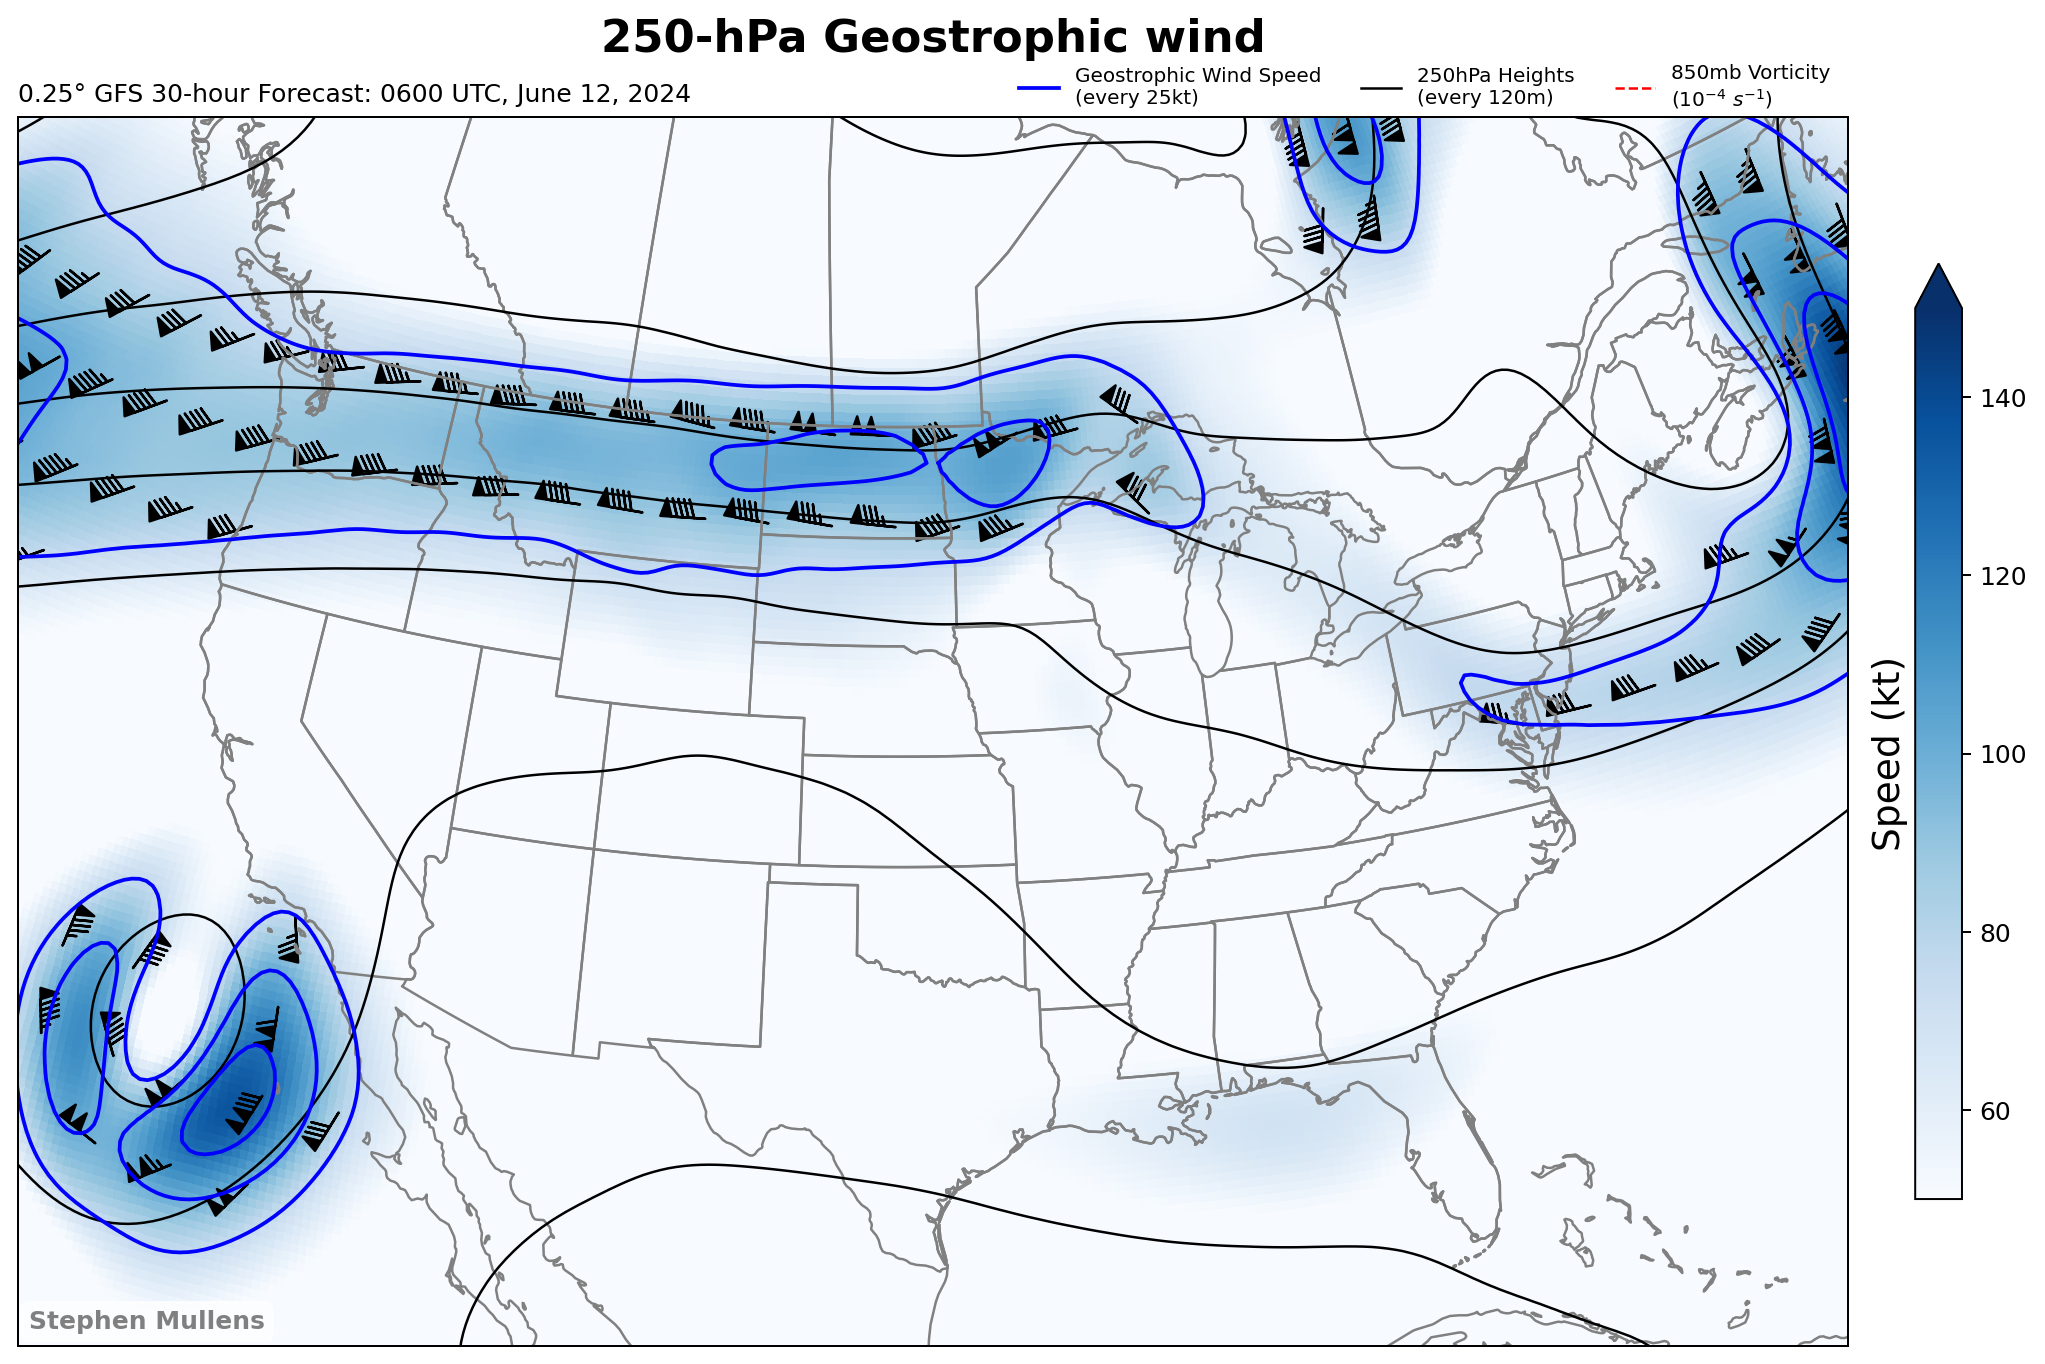 250-hPa Geostrophic wind
0.25° GFS 30-hour Forecast: 0600 UTC, June 12, 2024
Geostrophic Wind Speed
(every 25kt)
250hPa Heights
(every 120m)
850mb Vorticity
(10⁻⁴ s⁻¹)
140
120
100
80
60
Speed (kt)
Stephen Mullens